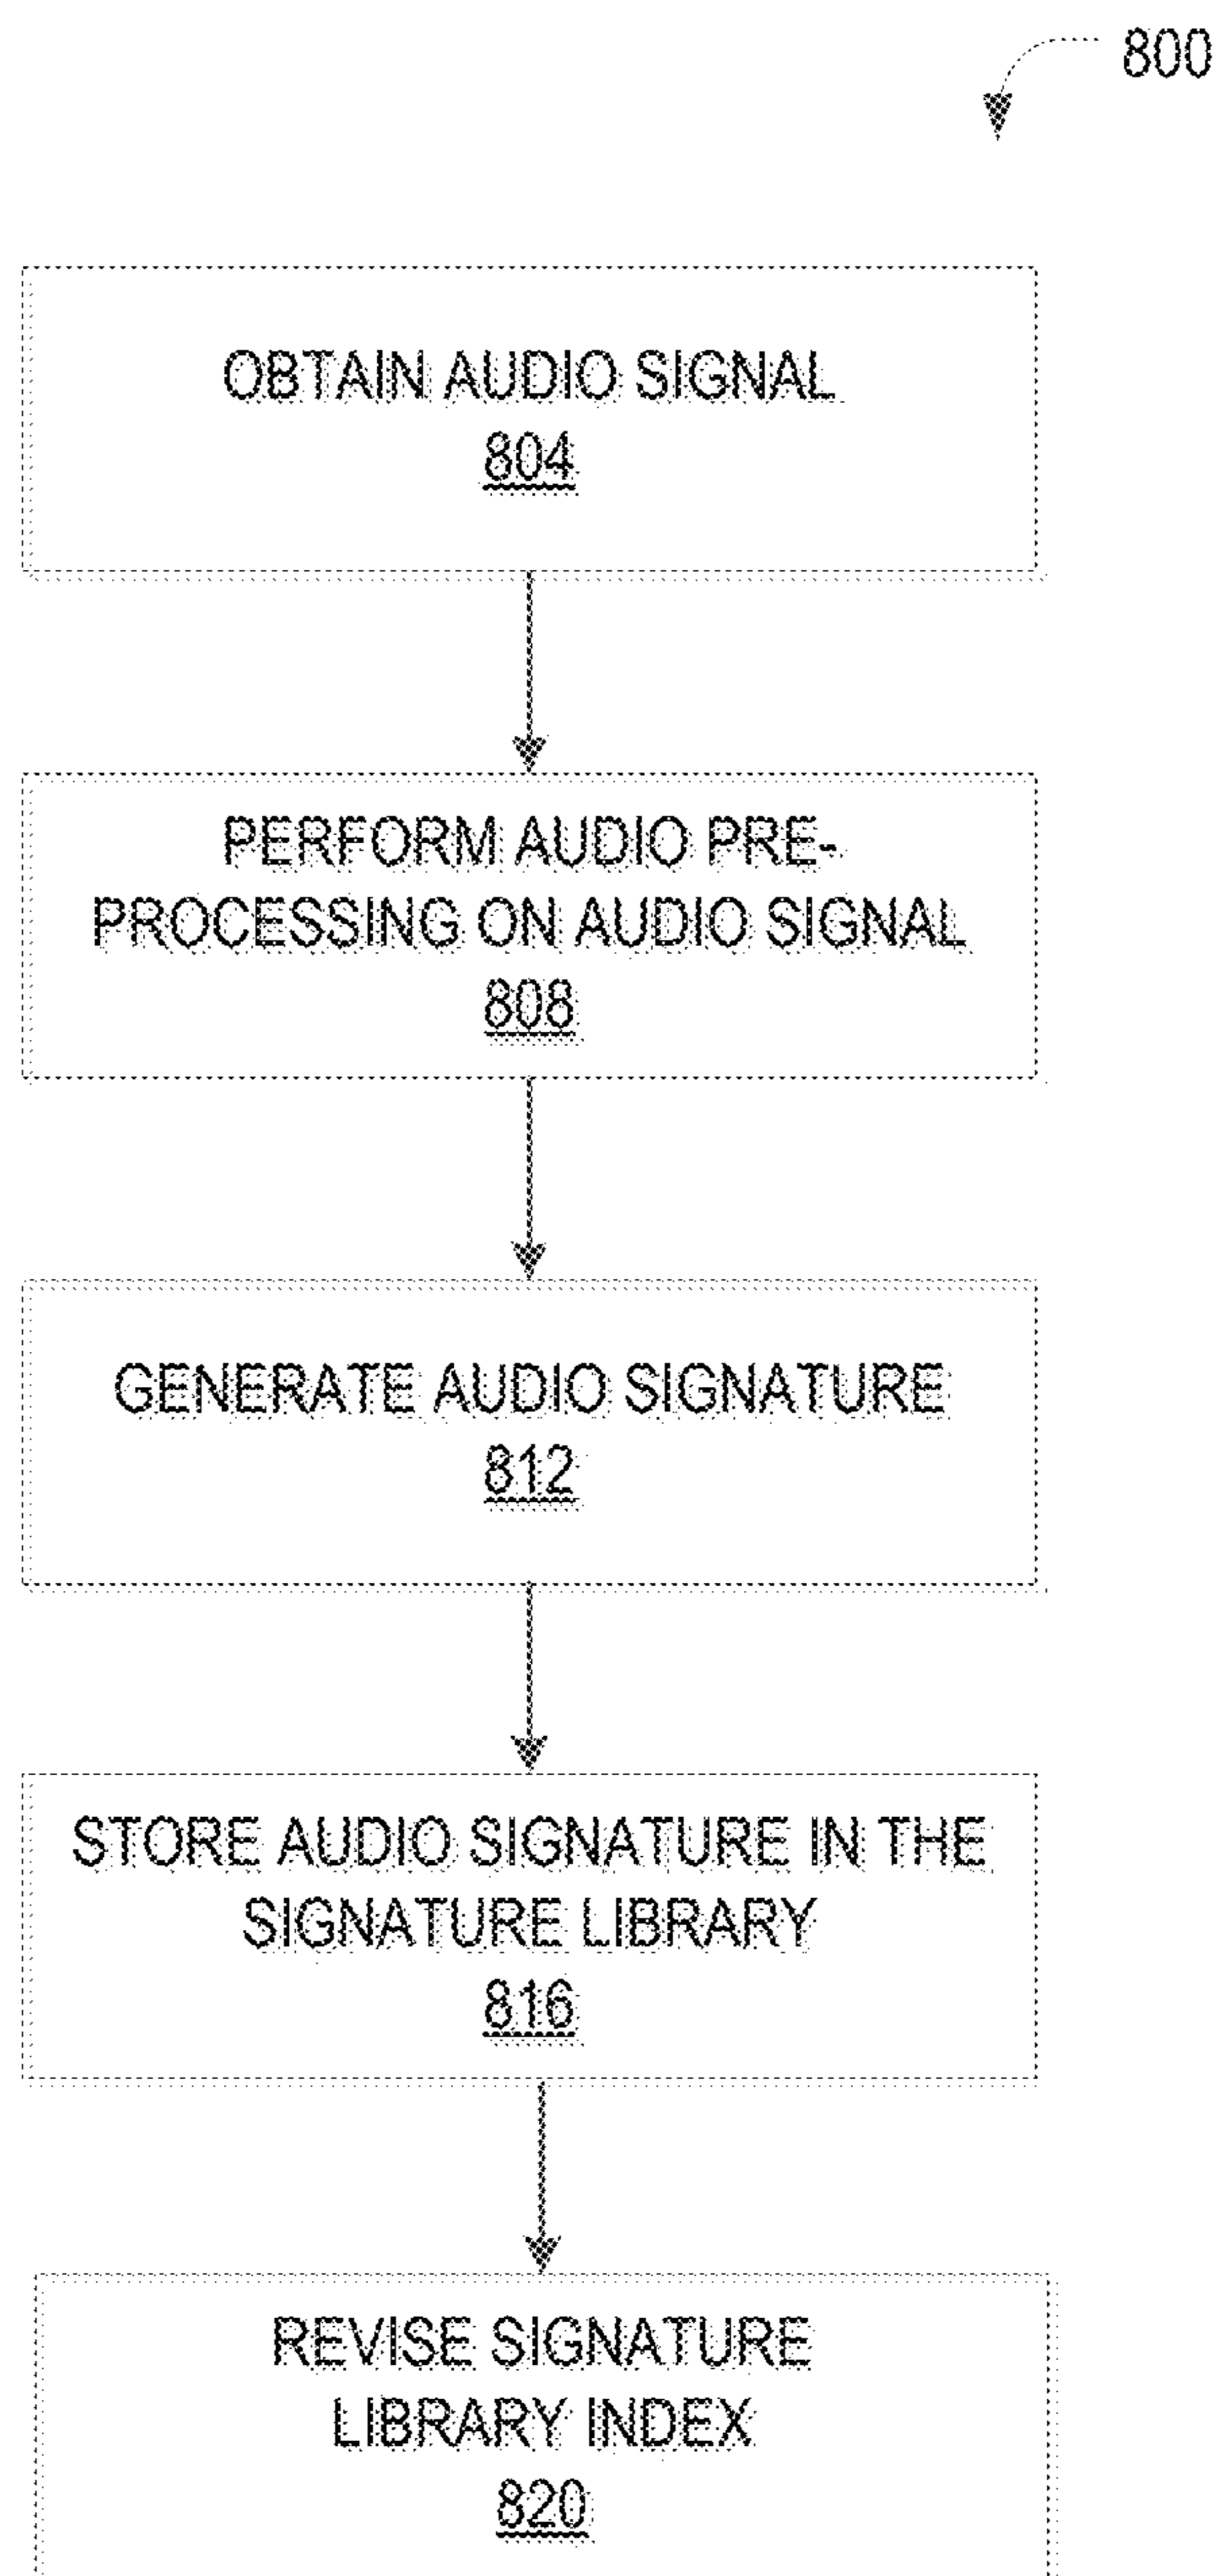 800
OBTAIN AUDIO SIGNAL
804
PERFORM AUDIO PRE-
PROCESSING ON AUDIO SIGNAL
808
GENERATE AUDIO SIGNATURE
812
STORE AUDIO SIGNATURE IN THE
SIGNATURE LIBRARY
816
REVISE SIGNATURE
LIBRARY INDEX
820